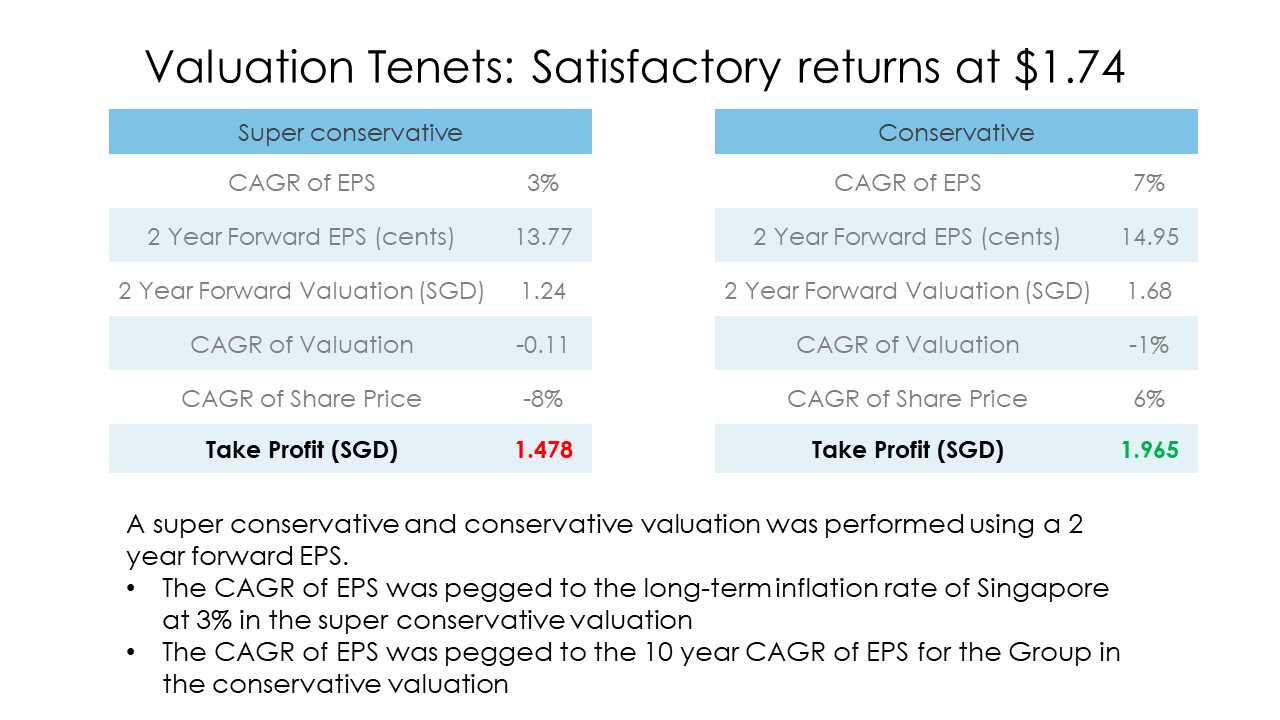 Valuation Tenets: Satisfactory returns at $1.74
Super conservative
CAGR of EPS 3%
2 Year Forward EPS (cents) 13.77
2 Year Forward Valuation (SGD) 1.24
CAGR of Valuation -0.11
CAGR of Share Price -8%
Take Profit (SGD) 1.478
Conservative
CAGR of EPS 7%
2 Year Forward EPS (cents) 14.95
2 Year Forward Valuation (SGD) 1.68
CAGR of Valuation -1%
CAGR of Share Price 6%
Take Profit (SGD) 1.965
A super conservative and conservative valuation was performed using a 2
year forward EPS.
• The CAGR of EPS was pegged to the long-term inflation rate of Singapore
at 3% in the super conservative valuation
• The CAGR of EPS was pegged to the 10 year CAGR of EPS for the Group in
the conservative valuation